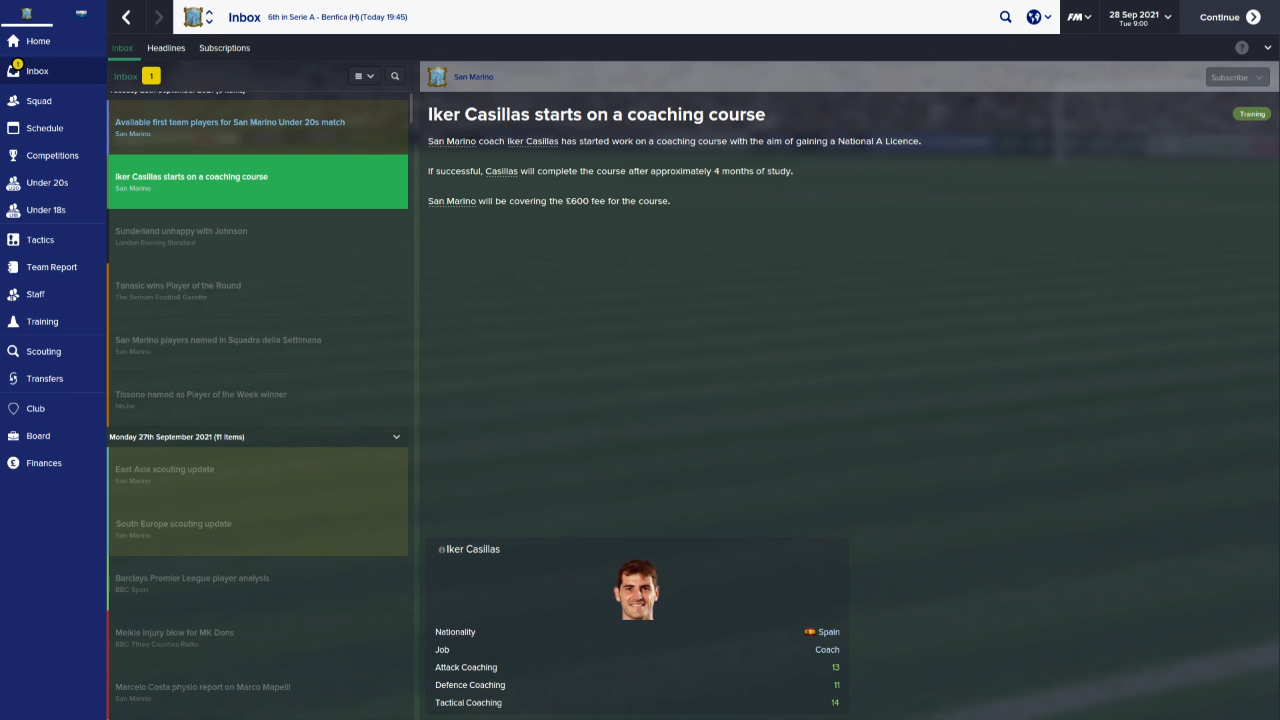 Home
1
Inbox
Squad
Schedule
Competitions
Under 20s
Under 18s
Tactics
Team Report
Staff
Training
Scouting
Transfers
Club
Board
Finances
Inbox 6th in Serie A - Benfica (H) (Today 19:45)
FM
28 Sep 2021
Tue 9:00
Continue
Inbox Headlines Subscriptions
Inbox 1
Available first team players for San Marino Under 20s match
San Marino
Iker Casillas starts on a coaching course
San Marino
Sunderland unhappy with Johnson
London Evening Standard
Tanasic wins Player of the Round
The Serbian Football Gazette
San Marino players named in Squadra della Settimana
San Marino
Tissone named as Player of the Week winner
Monday 27th September 2021 (11 items)
East Asia scouting update
San Marino
South Europe scouting update
San Marino
Barclays Premier League player analysis
BBC Sport
Meikle injury blow for MK Dons
BBC Three Counties Radio
Marcelo Costa physio report on Marco Mapelli
San Marino
San Marino
Subscribe
Iker Casillas starts on a coaching course
Training
San Marino coach Iker Casillas has started work on a coaching course with the aim of gaining a National A Licence.
If successful, Casillas will complete the course after approximately 4 months of study.
San Marino will be covering the £600 fee for the course.
Iker Casillas
Nationality Spain
Job Coach
Attack Coaching 13
Defence Coaching 11
Tactical Coaching 14